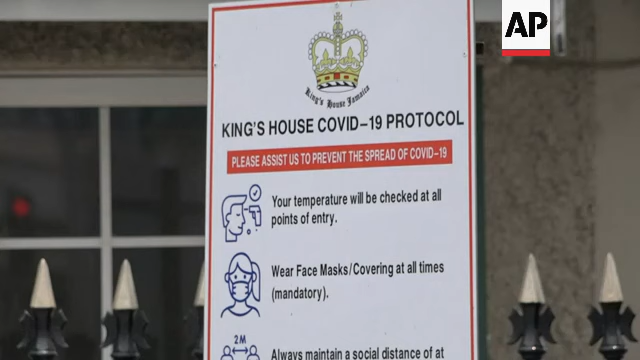 AP
King's House Jamaica
KING'S HOUSE COVID-19 PROTOCOL
PLEASE ASSIST US TO PREVENT THE SPREAD OF COVID-19
Your temperature will be checked at all
points of entry.
Wear Face Masks/Covering at all times
(mandatory).
2M
Always maintain a social distance of at